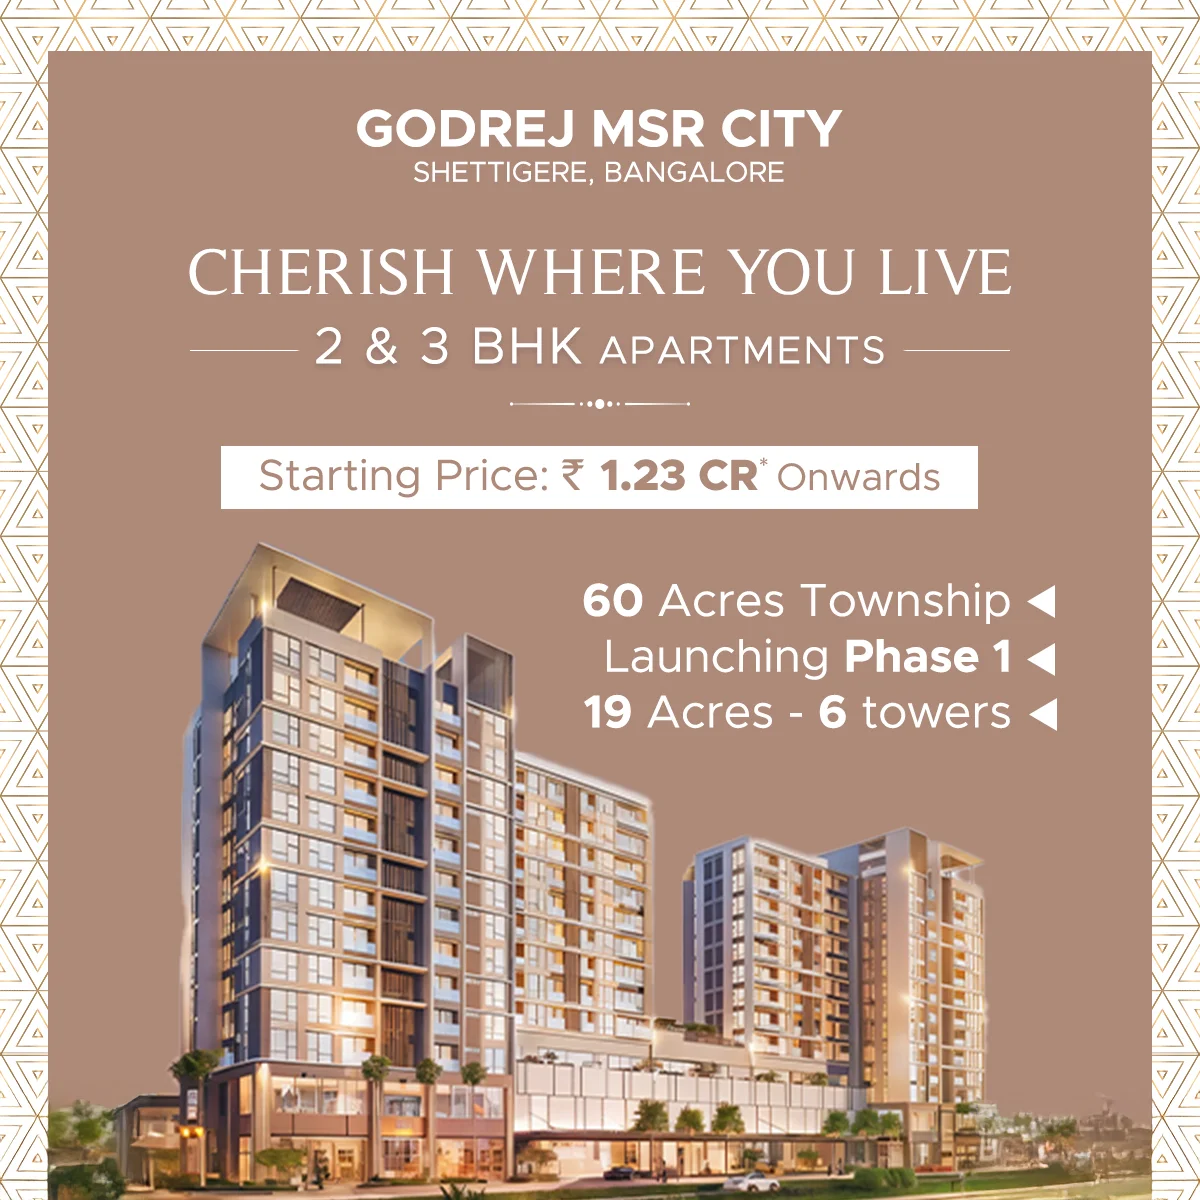 GODREJ MSR CITY
SHETTIGERE, BANGALORE
CHERISH WHERE YOU LIVE
2 & 3 BHK APARTMENTS
Starting Price: ₹ 1.23 CR* Onwards
60 Acres Township
Launching Phase 1
19 Acres - 6 towers